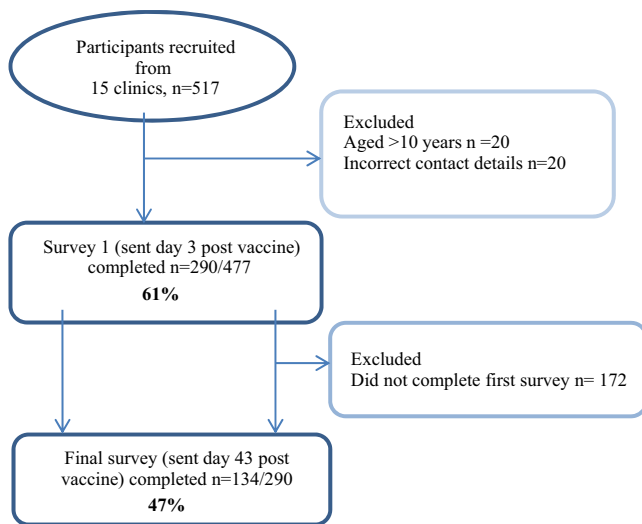 Participants recruited
from
15 clinics, n=517
Excluded
Aged >10 years n =20
Incorrect contact details n=20
Survey 1 (sent day 3 post vaccine)
completed n=290/477
61%
Excluded
Did not complete first survey n= 172
Final survey (sent day 43 post
vaccine) completed n=134/290
47%